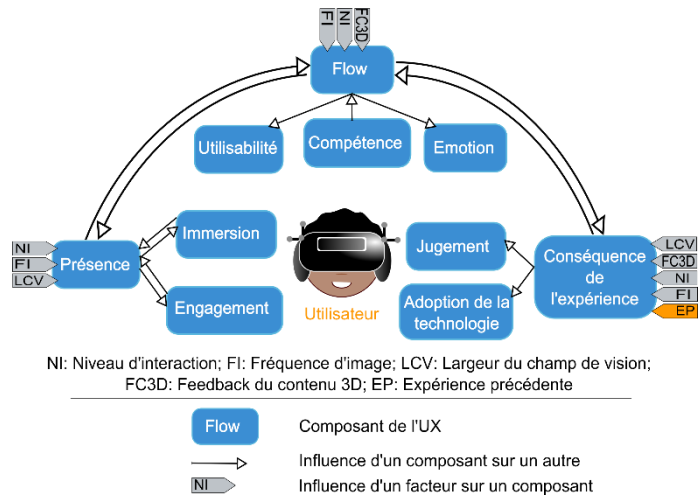 FI
NI
FC3D
Flow
Utilisabilité
Compétence
Emotion
NI
FI
LCV
Présence
Immersion
Engagement
Utilisateur
Jugement
Adoption de la
technologie
Conséquence
de
l'expérience
LCV
FC3D
NI
FI
EP
NI: Niveau d'interaction; FI: Fréquence d'image; LCV: Largeur du champ de vision;
FC3D: Feedback du contenu 3D; EP: Expérience précédente
Flow
Composant de l'UX
Influence d'un composant sur un autre
NI
Influence d'un facteur sur un composant